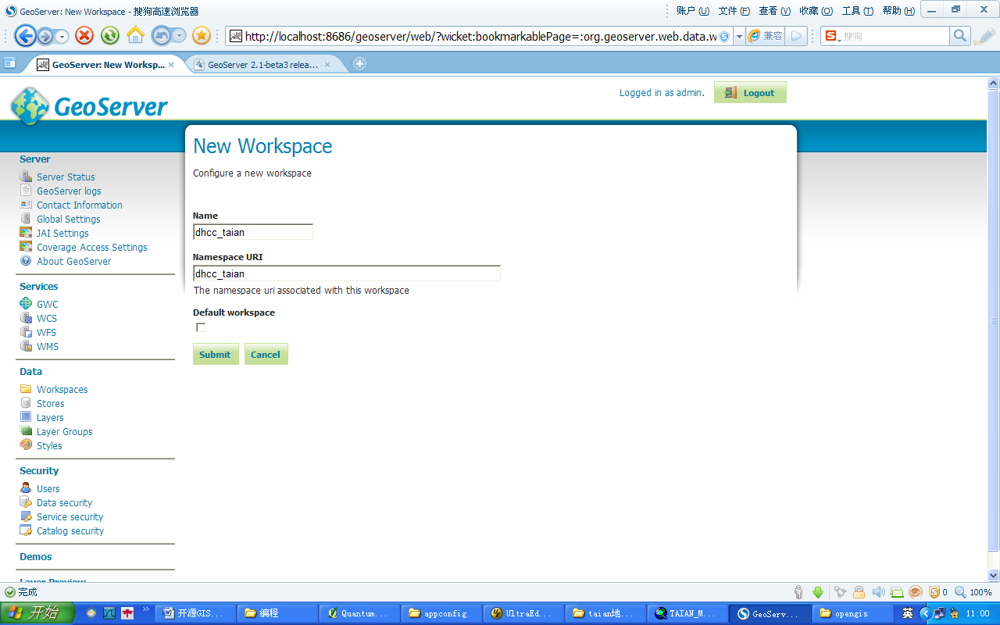 GeoServer: New Workspace - 搜狗高速浏览器
账户 (U) 文件 (F) 查看 (V) 收藏 (O) 工具 (T) 帮助 (H)
http://localhost:8686/geoserver/web/?wicket:bookmarkablePage=:org.geoserver.web.data.w
兼容
搜狗
GeoServer: New Worksp...
GeoServer 2.1-beta3 relea...
GeoServer
Logged in as admin.
Logout
Server
Server Status
GeoServer logs
Contact Information
Global Settings
JAI Settings
Coverage Access Settings
About GeoServer
Services
GWC
WCS
WFS
WMS
Data
Workspaces
Stores
Layers
Layer Groups
Styles
Security
Users
Data security
Service security
Catalog security
Demos
Layer Preview
New Workspace
Configure a new workspace
Name
dhcc_taian
Namespace URI
dhcc_taian
The namespace uri associated with this workspace
Default workspace
Submit Cancel
完成
0
100%
开始
开源GIS...
编程
Quantum...
appconfig
UltraEd...
taian地...
TAIAN_M...
GeoServ...
opengis
英
11:00